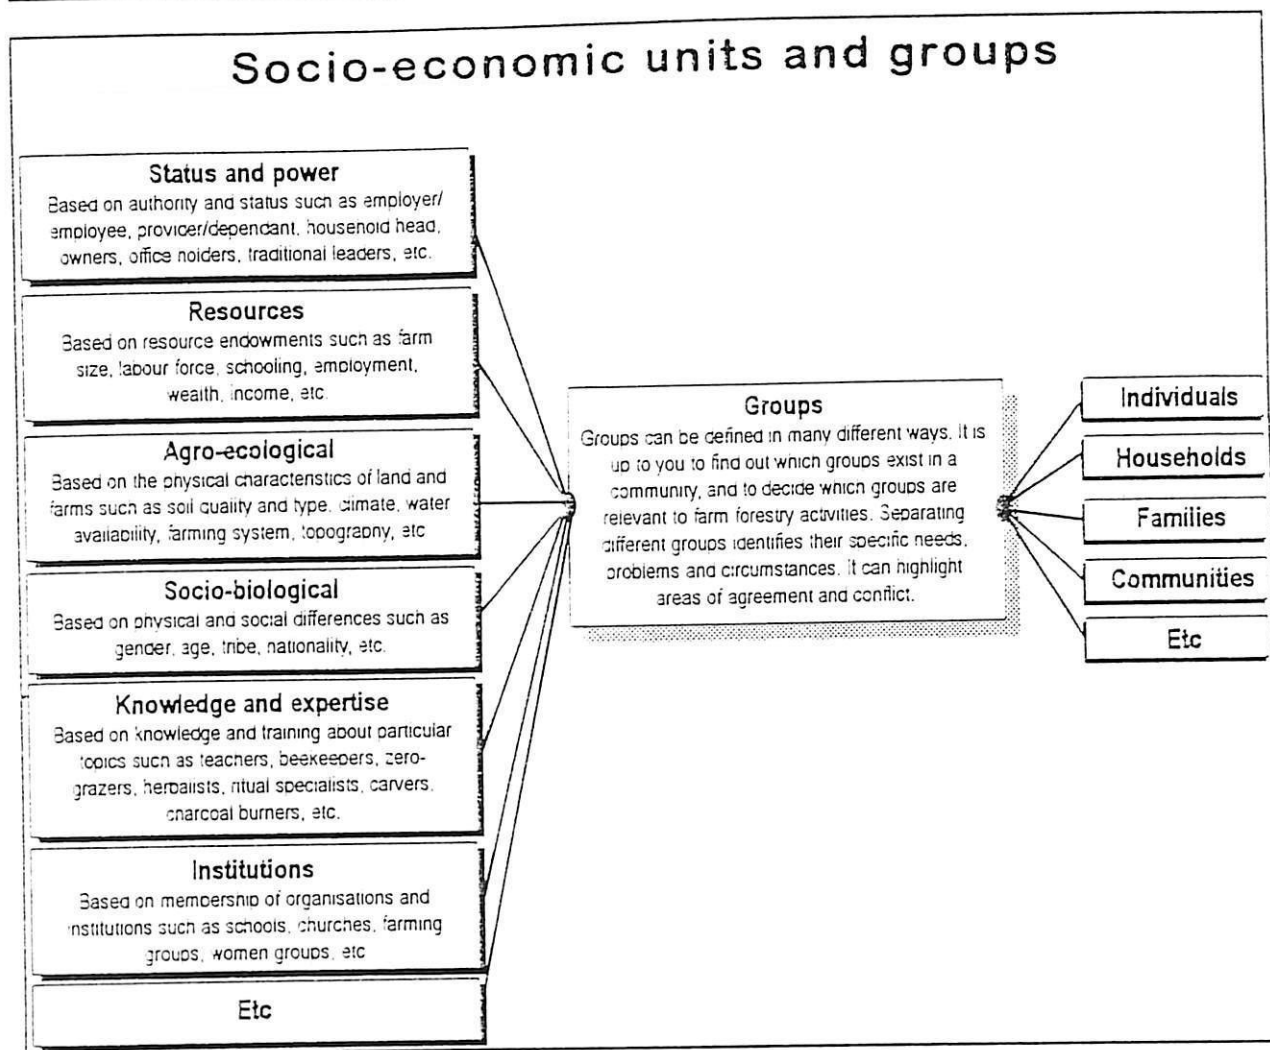 Socio-economic units and groups
Status and power
Based on authority and status such as employer/
employee, provider/dependant, household head,
owners, office holders, traditional leaders, etc.
Resources
Based on resource endowments such as farm
size, labour force, schooling, employment,
wealth, income, etc.
Agro-ecological
Based on the physical characteristics of land and
farms such as soil quality and type, climate, water
availability, farming system, topography, etc
Socio-biological
Based on physical and social differences such as
gender, age, tribe, nationality, etc.
Knowledge and expertise
Based on knowledge and training about particular
topics such as teachers, beekeepers, zero-
grazers, herbalists, ritual specialists, carvers,
charcoal burners, etc.
Institutions
Based on membership of organisations and
institutions such as schools, churches, farming
groups, women groups, etc
Etc
Groups
Groups can be defined in many different ways. It is
up to you to find out which groups exist in a
community, and to decide which groups are
relevant to farm forestry activities. Separating
different groups identifies their specific needs,
problems and circumstances. It can highlight
areas of agreement and conflict.
Individuals
Households
Families
Communities
Etc